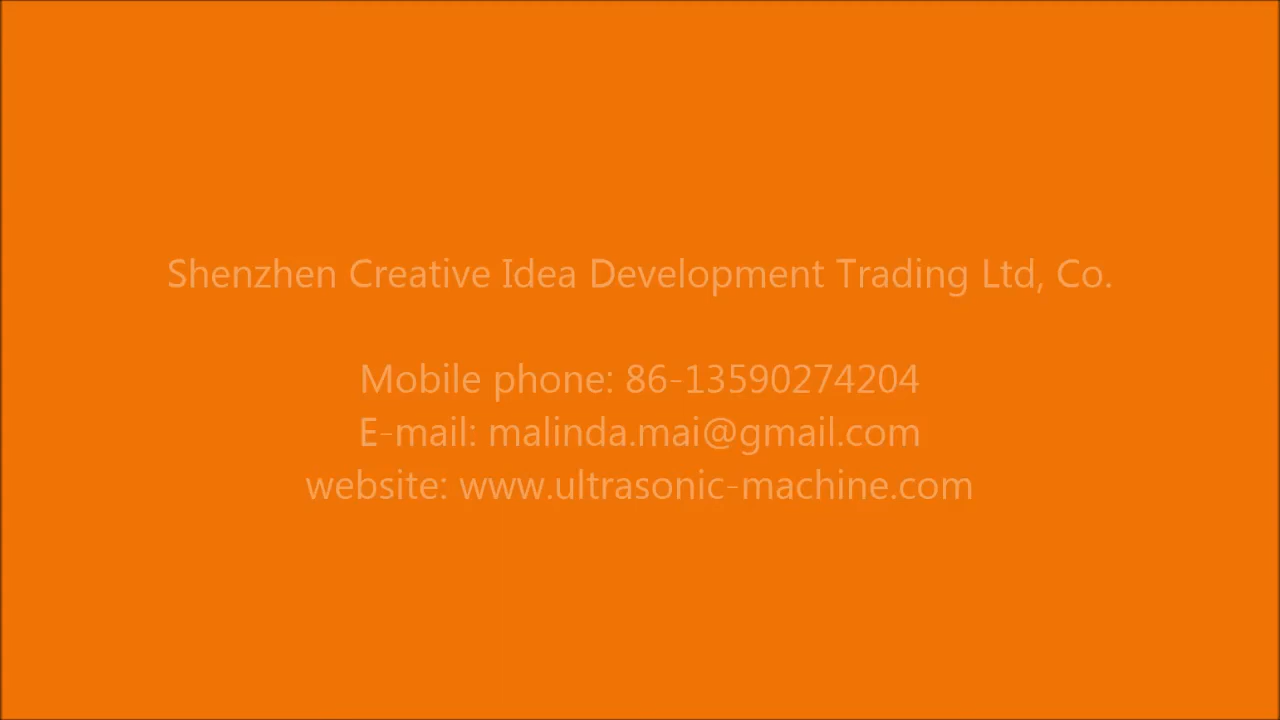 Shenzhen Creative Idea Development Trading Ltd, Co.
Mobile phone: 86-13590274204
E-mail: malinda.mai@gmail.com
website: www.ultrasonic-machine.com